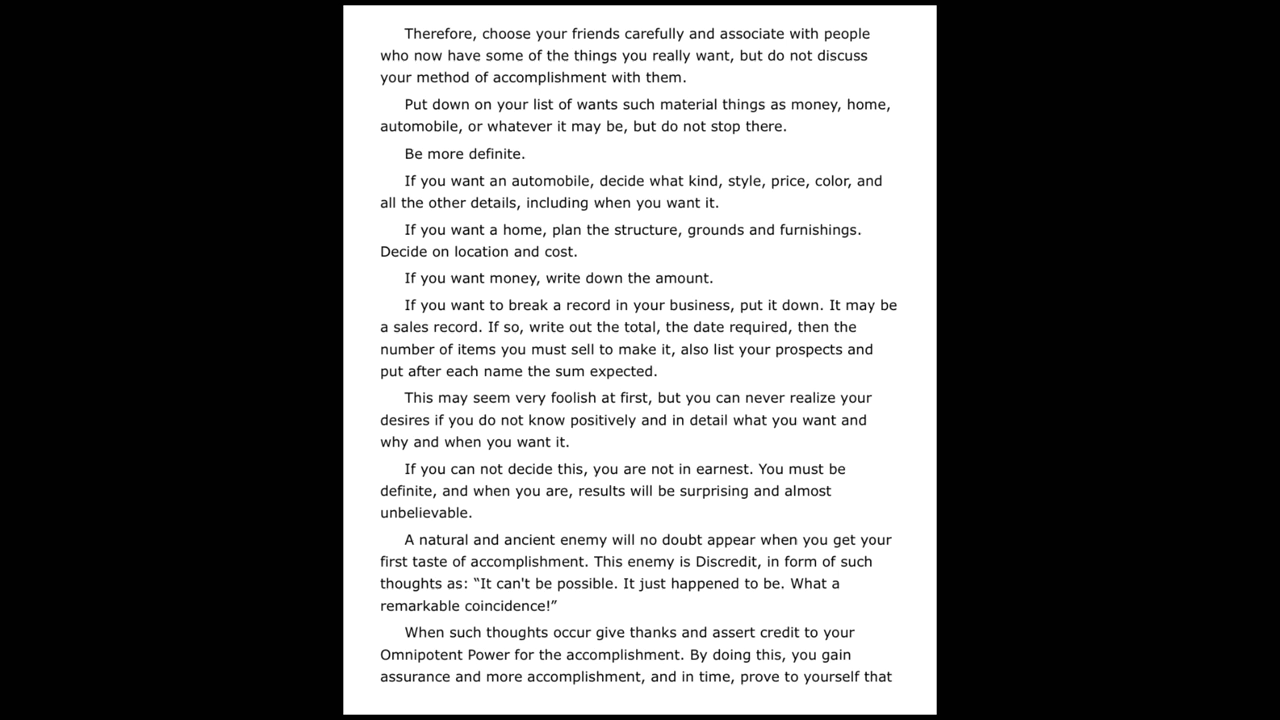 Therefore, choose your friends carefully and associate with people
who now have some of the things you really want, but do not discuss
your method of accomplishment with them.
Put down on your list of wants such material things as money, home,
automobile, or whatever it may be, but do not stop there.
Be more definite.
If you want an automobile, decide what kind, style, price, color, and
all the other details, including when you want it.
If you want a home, plan the structure, grounds and furnishings.
Decide on location and cost.
If you want money, write down the amount.
If you want to break a record in your business, put it down. It may be
a sales record. If so, write out the total, the date required, then the
number of items you must sell to make it, also list your prospects and
put after each name the sum expected.
This may seem very foolish at first, but you can never realize your
desires if you do not know positively and in detail what you want and
why and when you want it.
If you can not decide this, you are not in earnest. You must be
definite, and when you are, results will be surprising and almost
unbelievable.
A natural and ancient enemy will no doubt appear when you get your
first taste of accomplishment. This enemy is Discredit, in form of such
thoughts as: “It can't be possible. It just happened to be. What a
remarkable coincidence!”
When such thoughts occur give thanks and assert credit to your
Omnipotent Power for the accomplishment. By doing this, you gain
assurance and more accomplishment, and in time, prove to yourself that